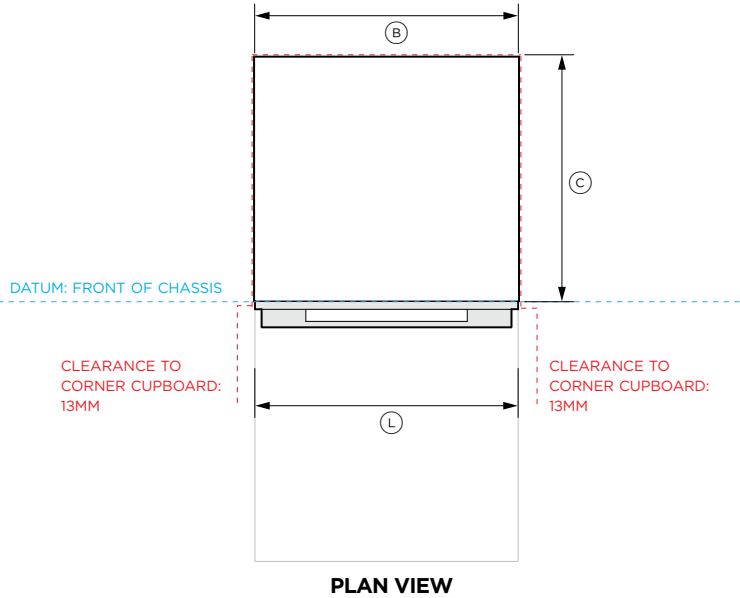 B
C
DATUM: FRONT OF CHASSIS
CLEARANCE TO
CORNER CUPBOARD:
13MM
CLEARANCE TO
CORNER CUPBOARD:
13MM
L
PLAN VIEW